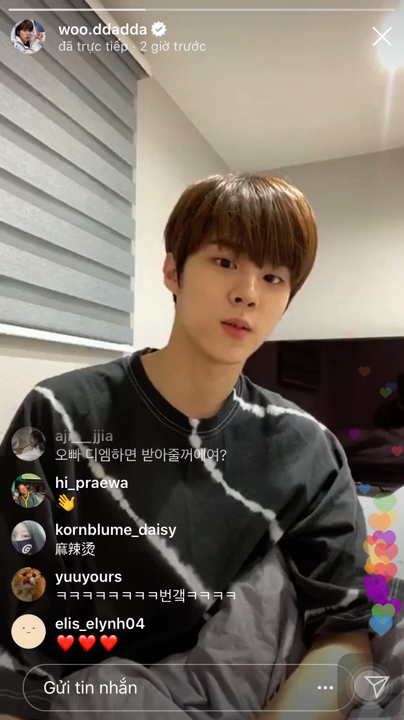 woo.ddadda
đã trực tiếp · 2 giờ trước
aji___jjia
오빠 디엠하면 받아줄꺼에여?
hi_praewa
👋
kornblume_daisy
麻辣烫
yuuyours
ㅋㅋㅋㅋㅋㅋㅋㅋ번갴ㅋㅋㅋㅋ
elis_elynh04
❤️❤️❤️
Gửi tin nhắn